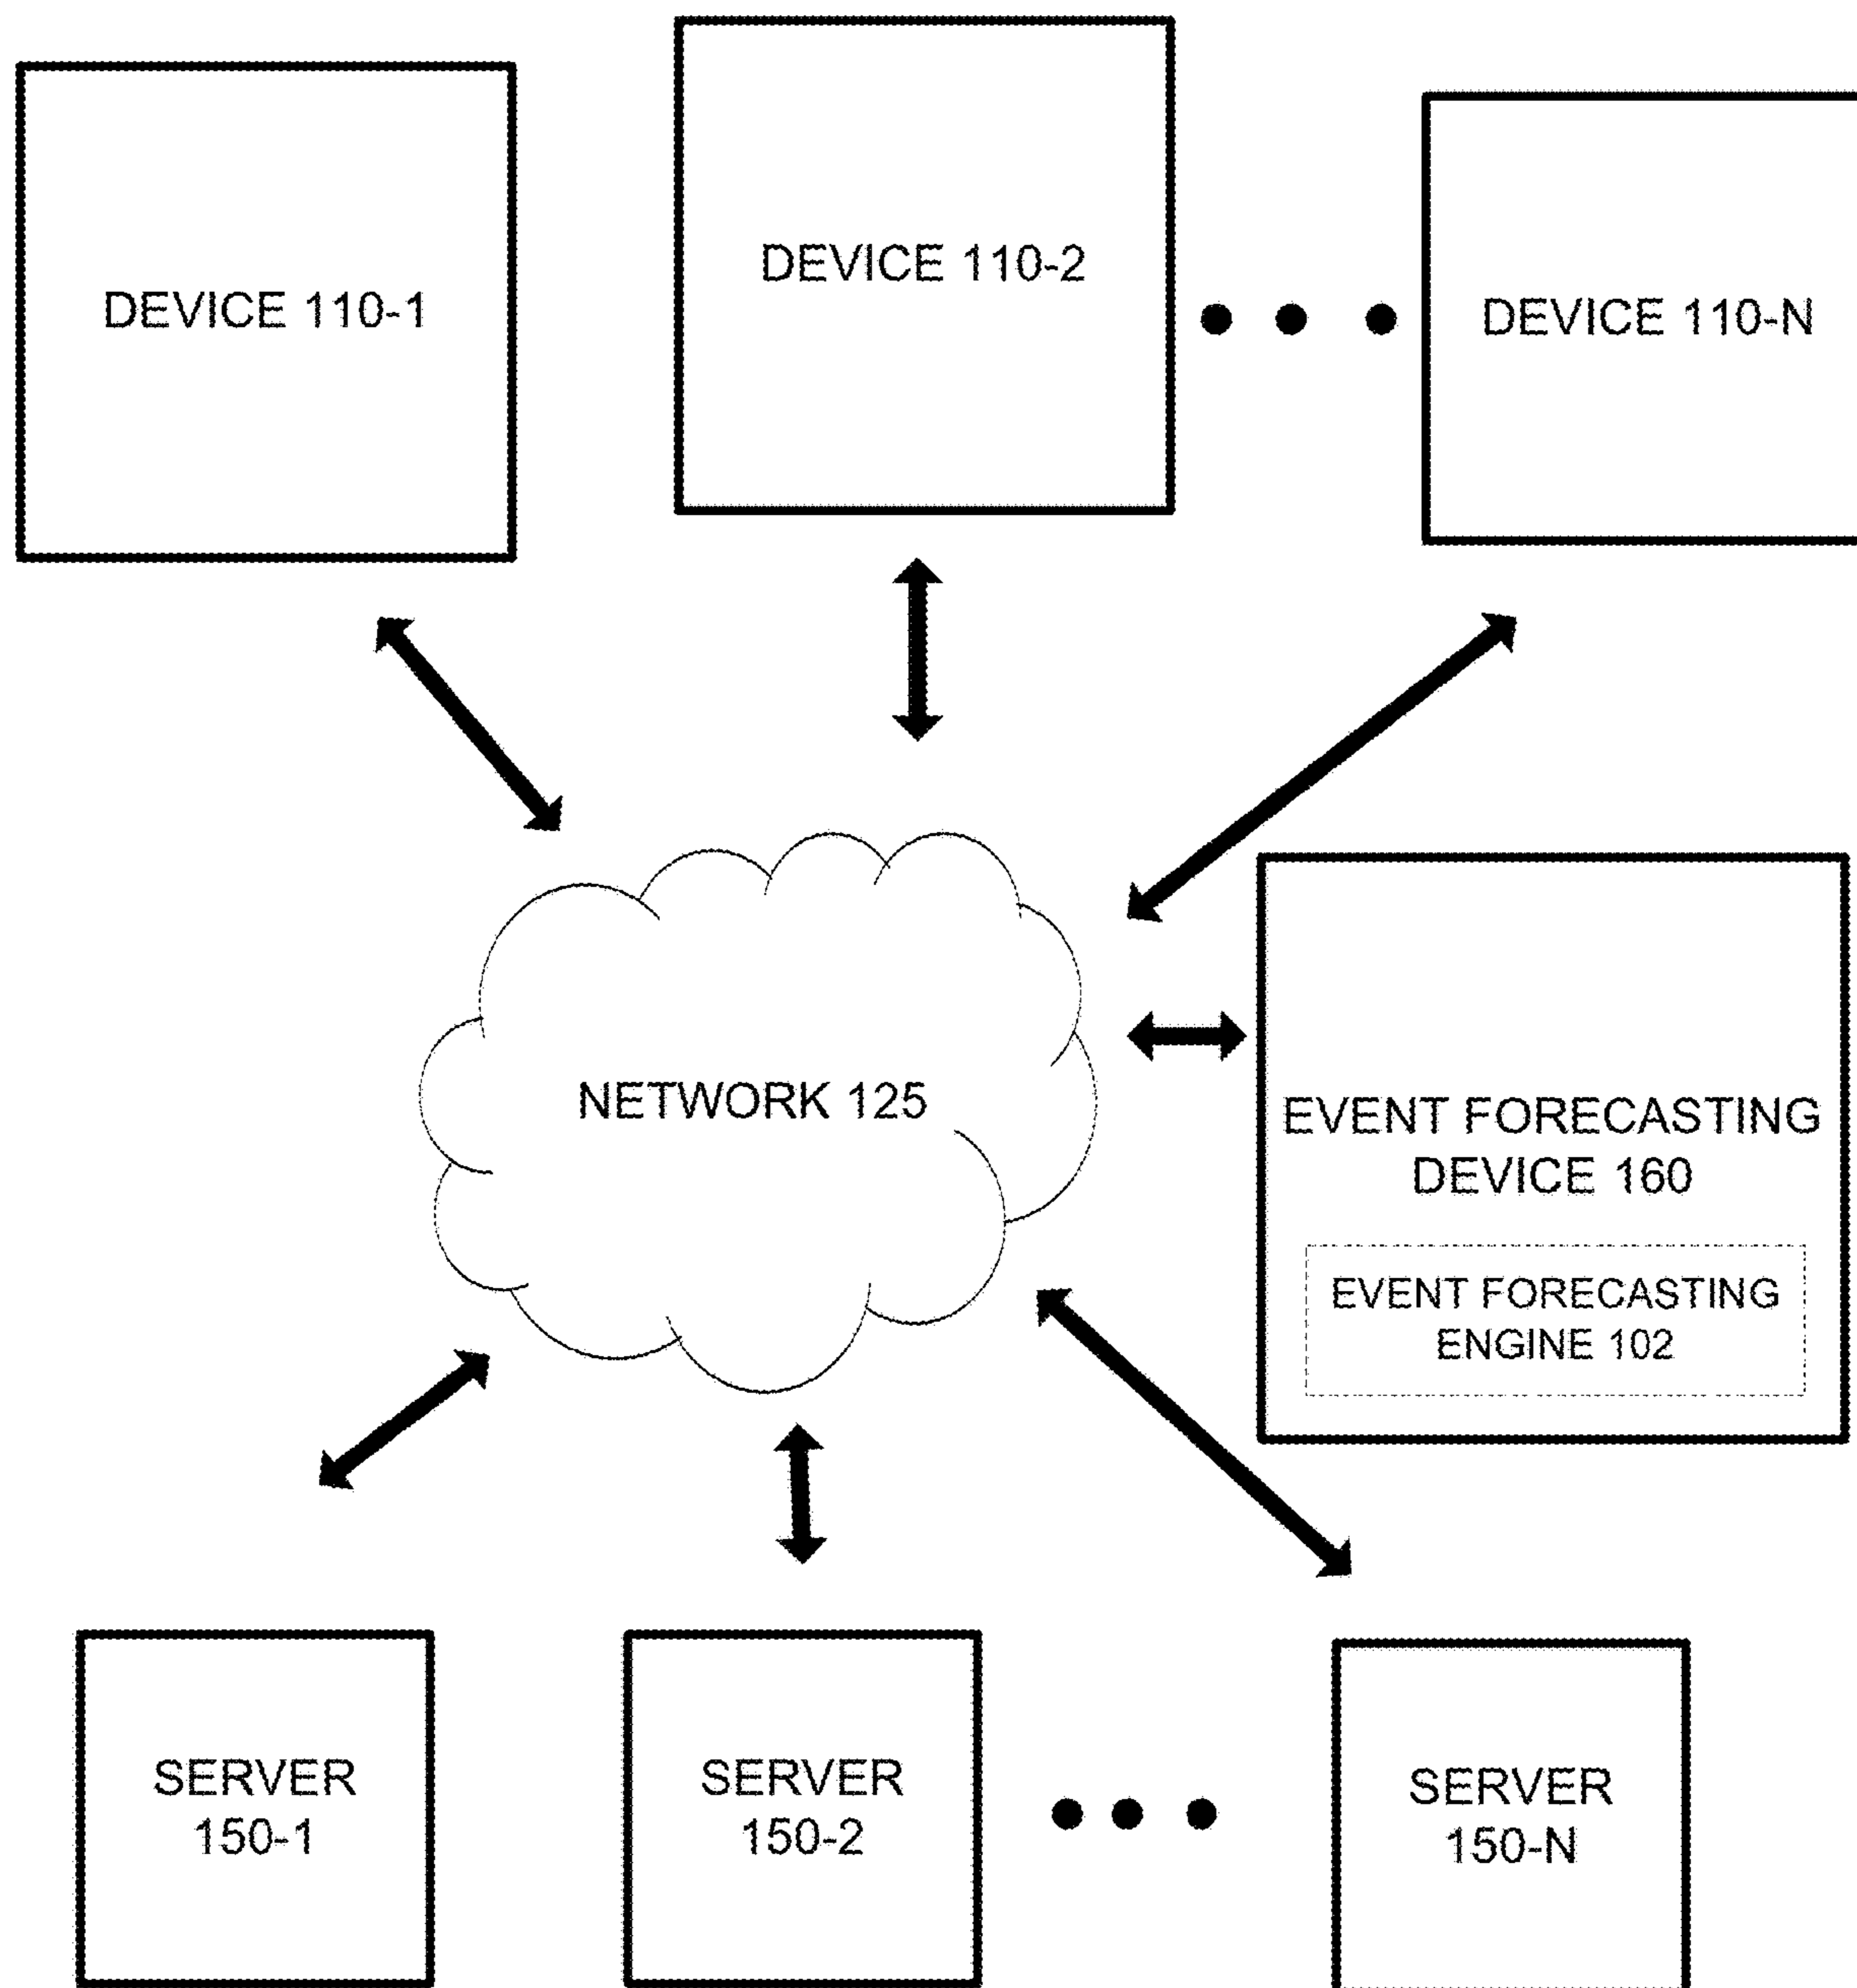 DEVICE 110-1
DEVICE 110-2
DEVICE 110-N
NETWORK 125
EVENT FORECASTING
DEVICE 160
EVENT FORECASTING
ENGINE 102
SERVER
150-1
SERVER
150-2
SERVER
150-N